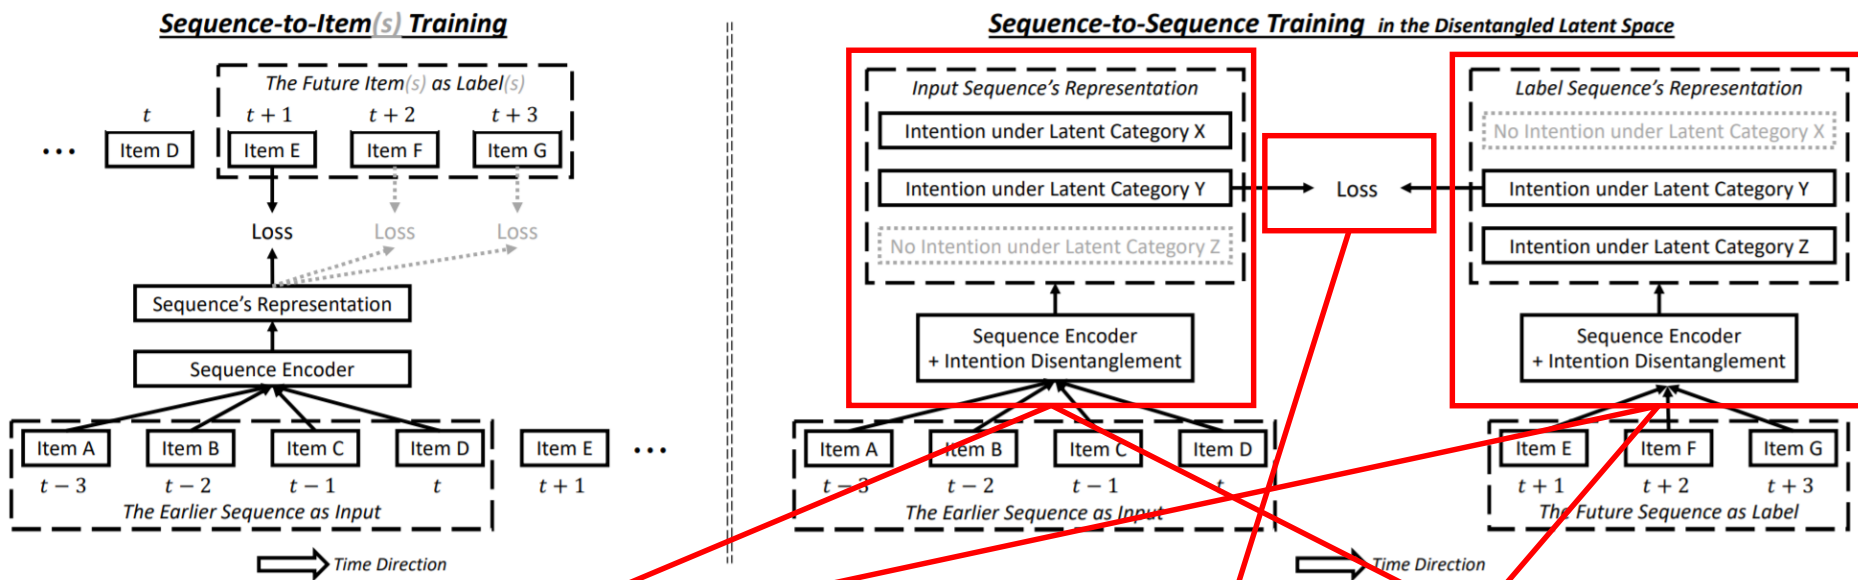 Sequence-to-Item(s) Training
The Future Item(s) as Label(s)
t
t + 1
t + 2
t + 3
...
Item D
Item E
Item F
Item G
Loss
Loss
Loss
Sequence's Representation
Sequence Encoder
Item A
Item B
Item C
Item D
Item E
...
t − 3
t − 2
t − 1
t
t + 1
The Earlier Sequence as Input
Time Direction
Sequence-to-Sequence Training in the Disentangled Latent Space
Input Sequence's Representation
Intention under Latent Category X
Intention under Latent Category Y
No Intention under Latent Category Z
Loss
Label Sequence's Representation
No Intention under Latent Category X
Intention under Latent Category Y
Intention under Latent Category Z
Sequence Encoder
+ Intention Disentanglement
Sequence Encoder
+ Intention Disentanglement
Item A
Item B
Item C
Item D
t − 3
t − 2
t − 1
t
The Earlier Sequence as Input
Item E
Item F
Item G
t + 1
t + 2
t + 3
The Future Sequence as Label
Time Direction